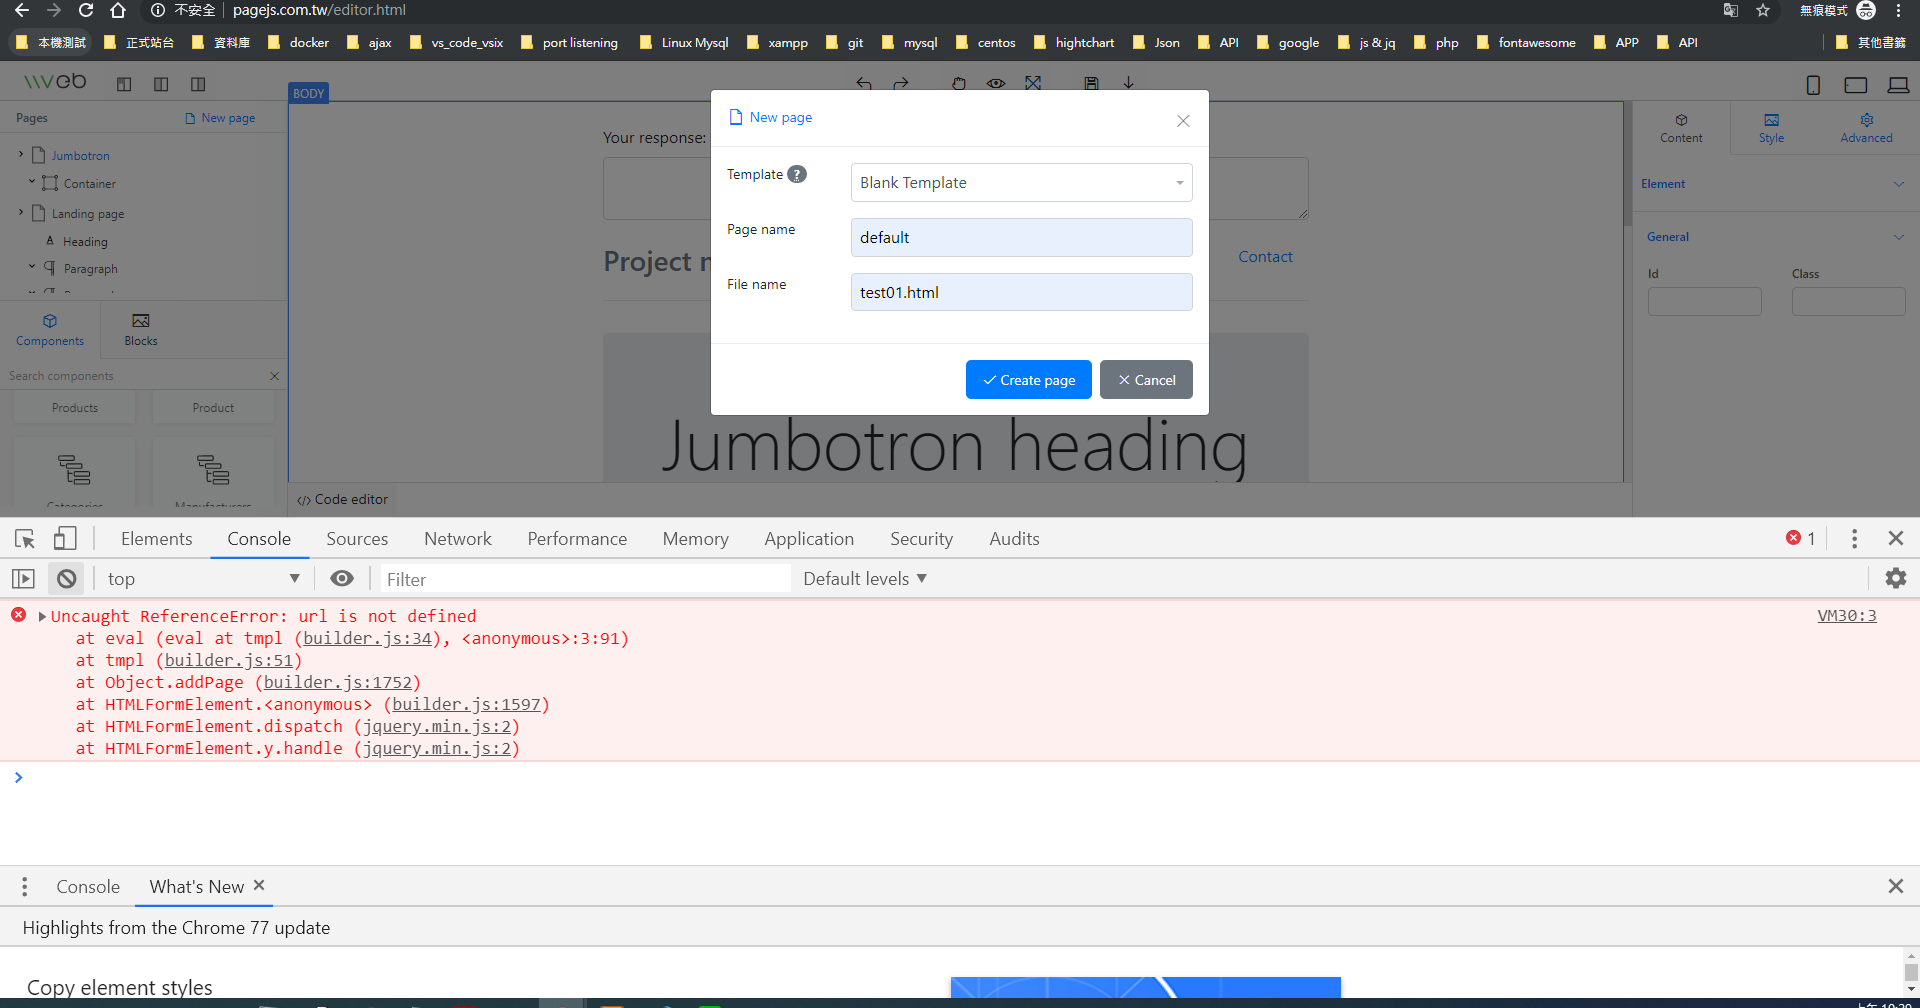 不安全 pagejs.com.tw/editor.html 無痕模式
本機測試 正式站台 資料庫 docker ajax vs_code_vsix port listening Linux Mysql xampp git mysql centos hightchart Json API google js & jq php fontawesome APP API 其他書籤
BODY
Pages New page
Jumbotron
Container
Landing page
Heading
Paragraph
Components Blocks
Search components
Products Product
Categories Manufacturers
Your response:
Contact
Jumbotron heading
</> Code editor
New page
Template ?
Blank Template
Page name
default
File name
test01.html
Create page Cancel
Content Style Advanced
Element
General
Id Class
Elements Console Sources Network Performance Memory Application Security Audits 1
top Filter Default levels
Uncaught ReferenceError: url is not defined VM30:3
at eval (eval at tmpl (builder.js:34), <anonymous>:3:91)
at tmpl (builder.js:51)
at Object.addPage (builder.js:1752)
at HTMLFormElement.<anonymous> (builder.js:1597)
at HTMLFormElement.dispatch (jquery.min.js:2)
at HTMLFormElement.y.handle (jquery.min.js:2)
Console What's New
Highlights from the Chrome 77 update
Copy element styles